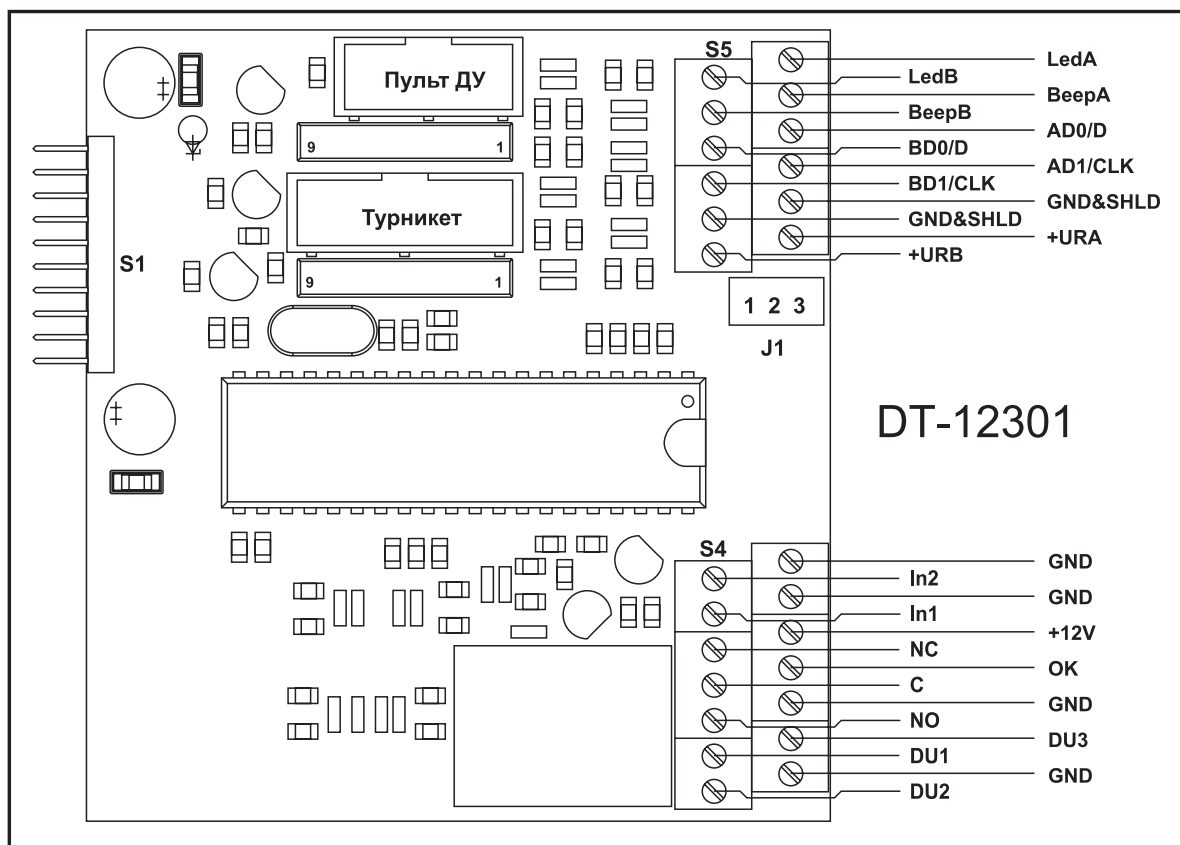 S5
Пульт ДУ
LedA
LedB
BeepA
BeepB
AD0/D
BD0/D
9 1
AD1/CLK
BD1/CLK
GND&SHLD
Турникет
GND&SHLD
+URA
+URB
S1
9 1
1 2 3
J1
DT-12301
S4
GND
In2
GND
In1
+12V
NC
OK
C
GND
NO
DU3
DU1
GND
DU2